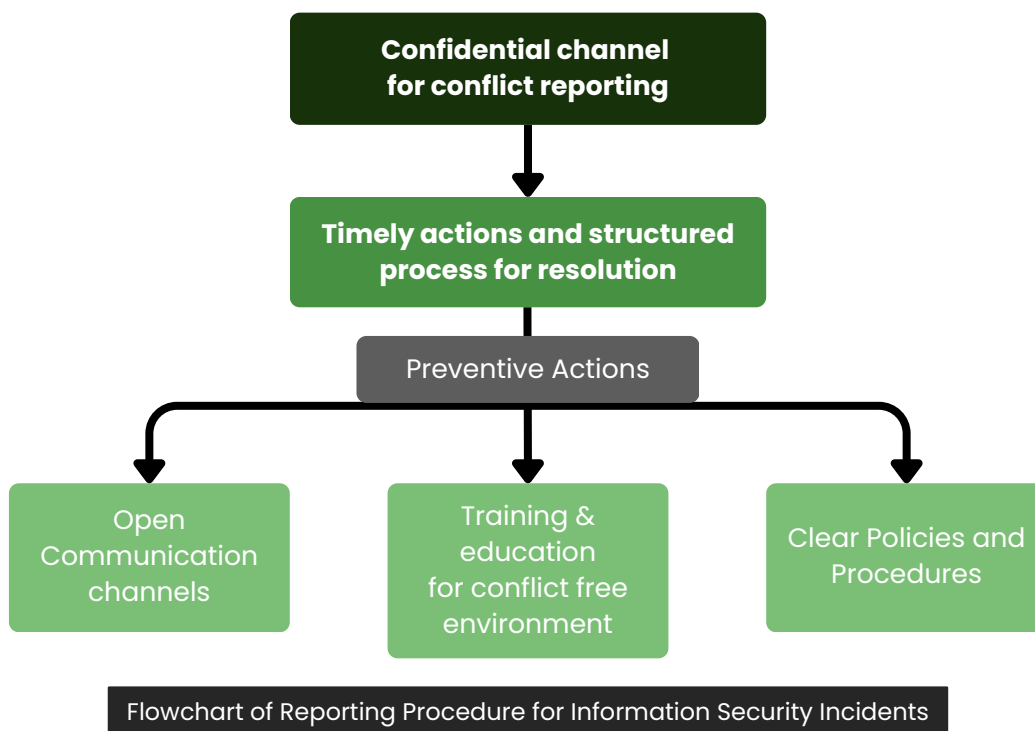 Confidential channel
for conflict reporting
Timely actions and structured
process for resolution
Preventive Actions
Open
Communication
channels
Training &
education
for conflict free
environment
Clear Policies and
Procedures
Flowchart of Reporting Procedure for Information Security Incidents